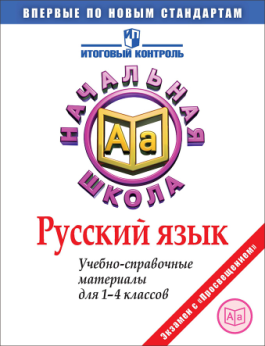 ВПЕРВЫЕ ПО НОВЫМ СТАНДАРТАМ
ИТОГОВЫЙ КОНТРОЛЬ
НАЧАЛЬНАЯ
Аа
ШКОЛА
Русский язык
Учебно-справочные
материалы
для 1–4 классов
Экзамен с «Просвещением»
Аа